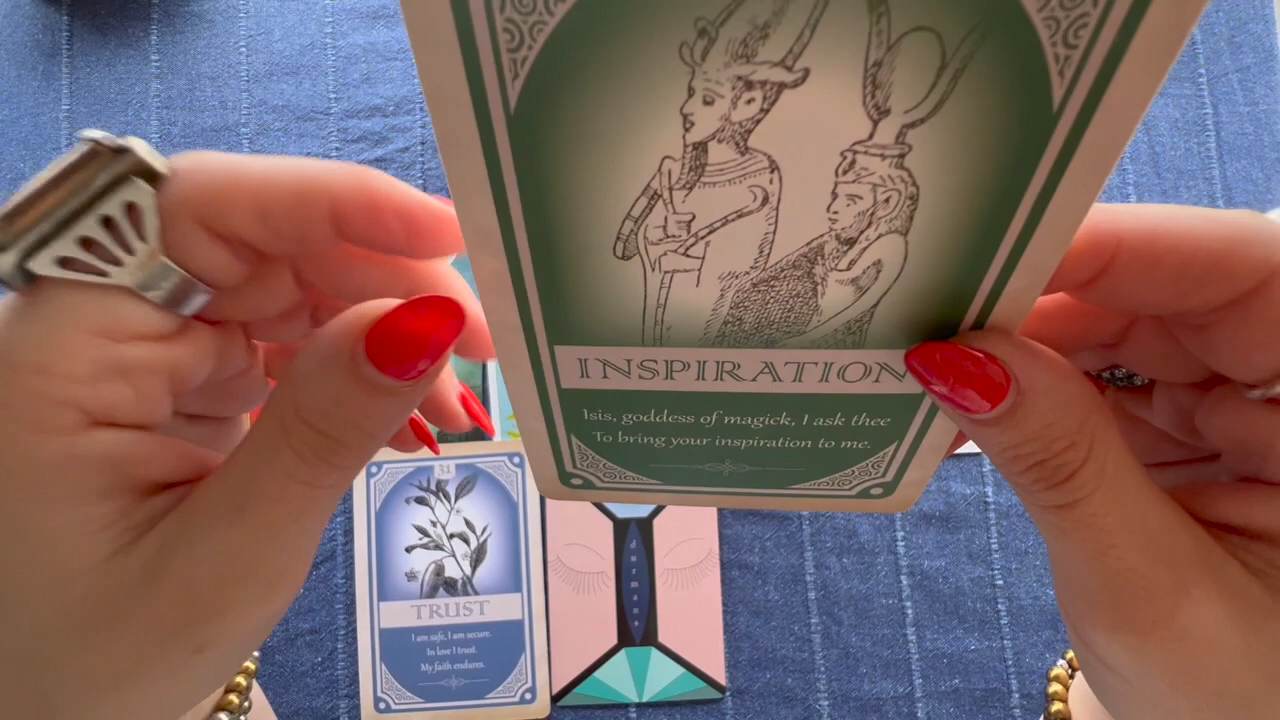 INSPIRATION
Isis, goddess of magick, I ask thee
To bring your inspiration to me.
31
TRUST
I am safe, I am secure.
In love I trust.
My faith endures.